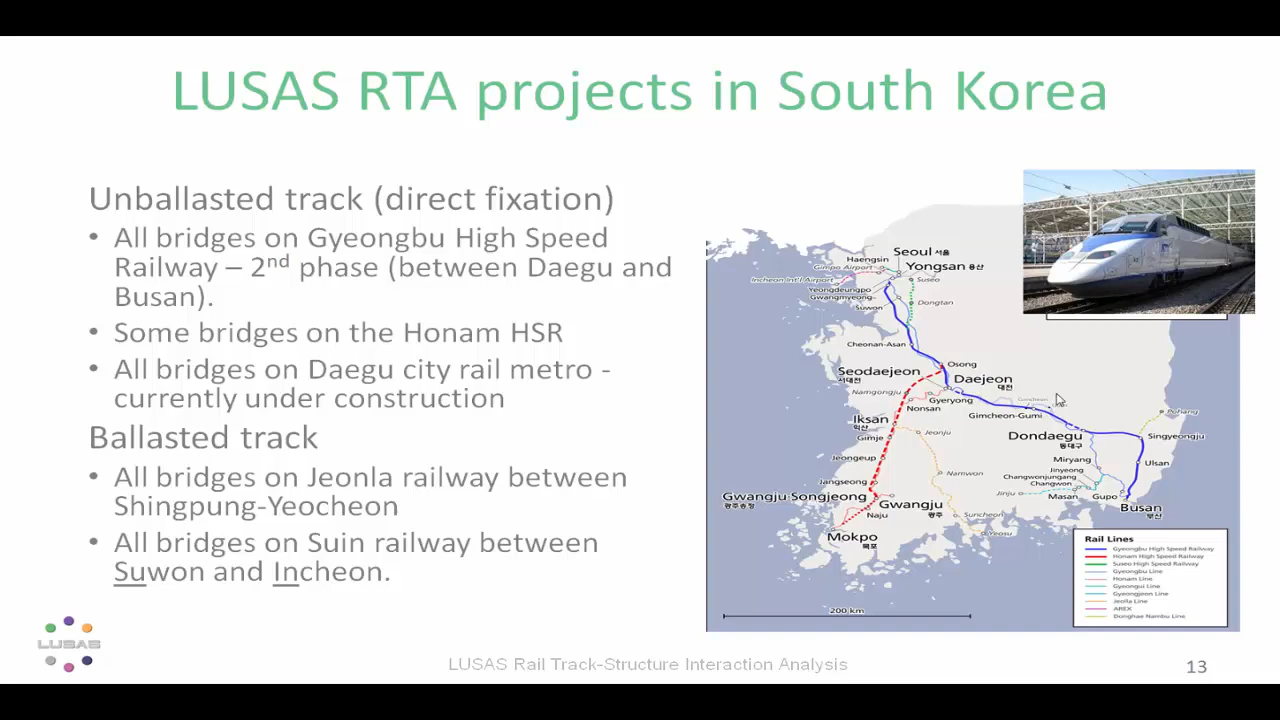 LUSAS RTA projects in South Korea
Unballasted track (direct fixation)
• All bridges on Gyeongbu High Speed
Railway – 2nd phase (between Daegu and
Busan).
• Some bridges on the Honam HSR
• All bridges on Daegu city rail metro -
currently under construction
Ballasted track
• All bridges on Jeonla railway between
Shingpung-Yeocheon
• All bridges on Suin railway between
Suwon and Incheon.
Seoul 서울
Haengsin
Yongsan 용산
Gimpo Airport
Incheon Int'l Airport
Suseo
Yeongdeungpo
Gwangmyeong
Dongtan
Suwon
Cheonan-Asan
Osong
Seodaejeon
서대전
Daejeon
대전
Namgongju
Gyeryong
Nonsan
Gimcheon-Gumi
Iksan
익산
Gimje
Jeonju
Pohang
Dondaegu
동대구
Singyeongju
Jeongeup
Miryang
Ulsan
Namwon
Jinyeong
Changwonjungang
Changwon
Jangseong
Jinju
Masan
Gupo
Gwangju Songjeong
광주송정
Gwangju
광주
Busan
부산
Naju
Suncheon
Yeosu
Mokpo
목포
200 km
Rail Lines
Gyeongbu High Speed Railway
Honam High Speed Railway
Suseo High Speed Railway
Gyeongbu Line
Honam Line
Gyeongui Line
Gyeongjeon Line
Jeolla Line
AREX
Donghae Nambu Line
LUSAS
LUSAS Rail Track-Structure Interaction Analysis
13